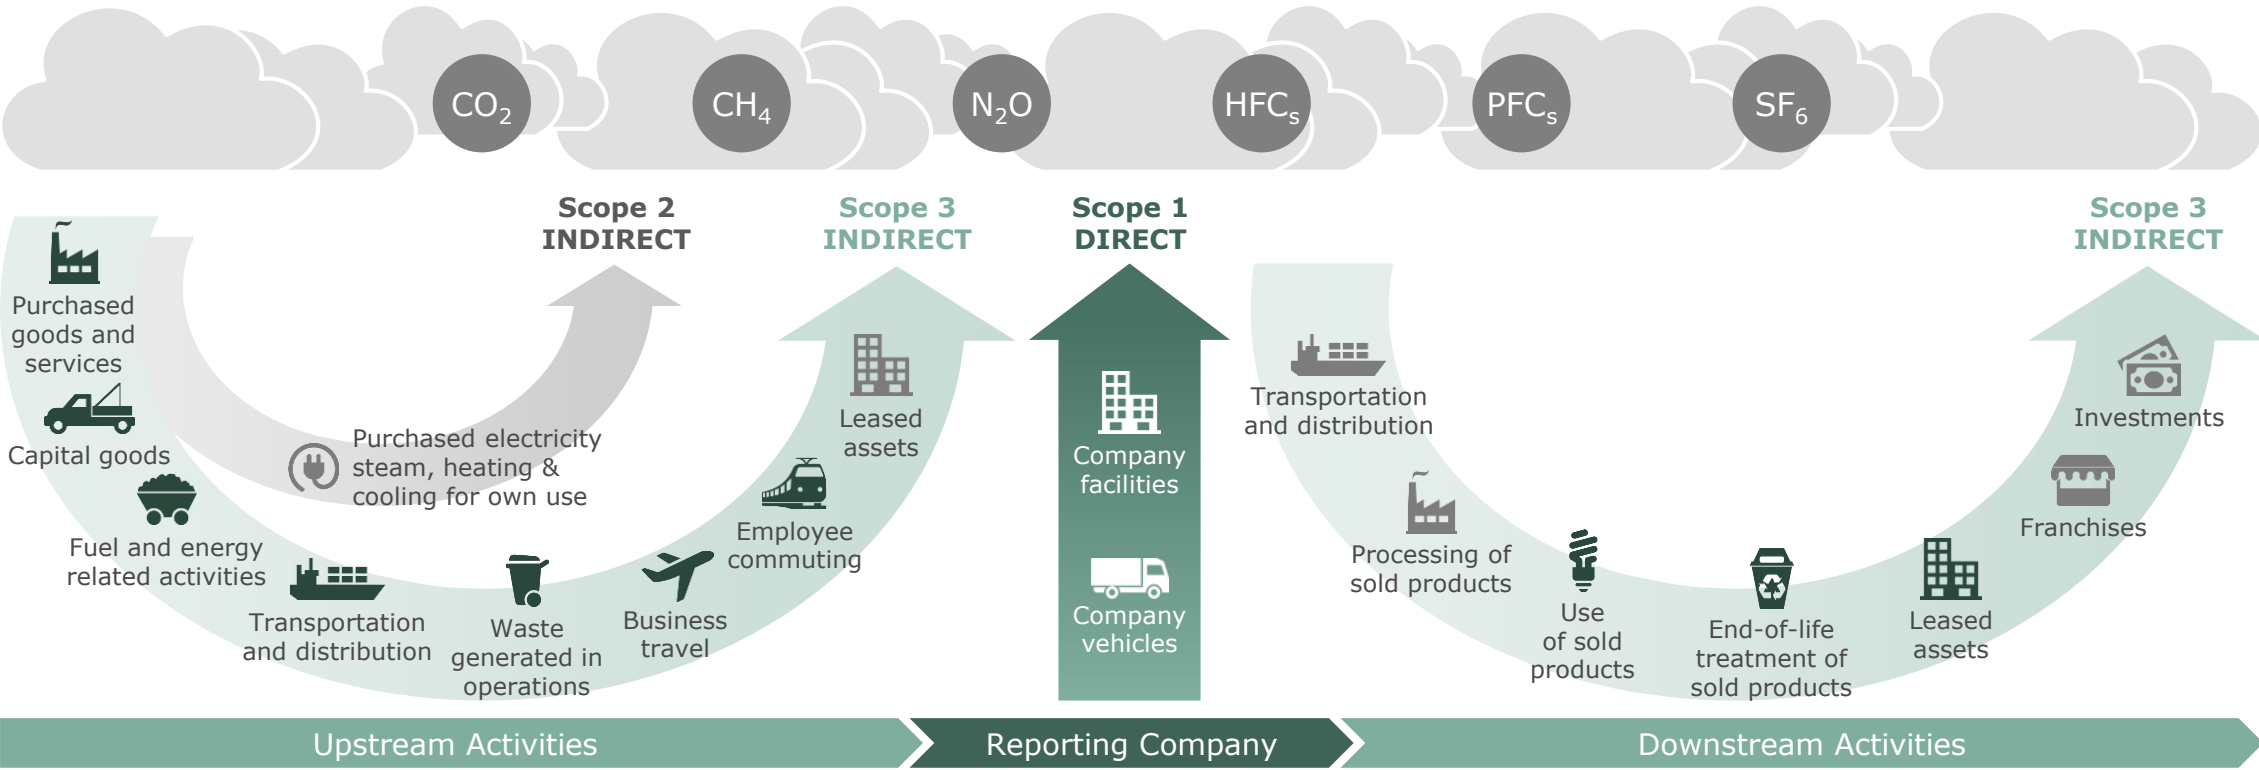 CO₂
CH₄
N₂O
HFCₛ
PFCₛ
SF₆
Scope 2
INDIRECT
Scope 3
INDIRECT
Scope 1
DIRECT
Scope 3
INDIRECT
Purchased
goods and
services
Capital goods
Fuel and energy
related activities
Purchased electricity
steam, heating &
cooling for own use
Transportation
and distribution
Waste
generated in
operations
Business
travel
Employee
commuting
Leased
assets
Company
facilities
Company
vehicles
Transportation
and distribution
Processing of
sold products
Use
of sold
products
End-of-life
treatment of
sold products
Leased
assets
Franchises
Investments
Upstream Activities
Reporting Company
Downstream Activities